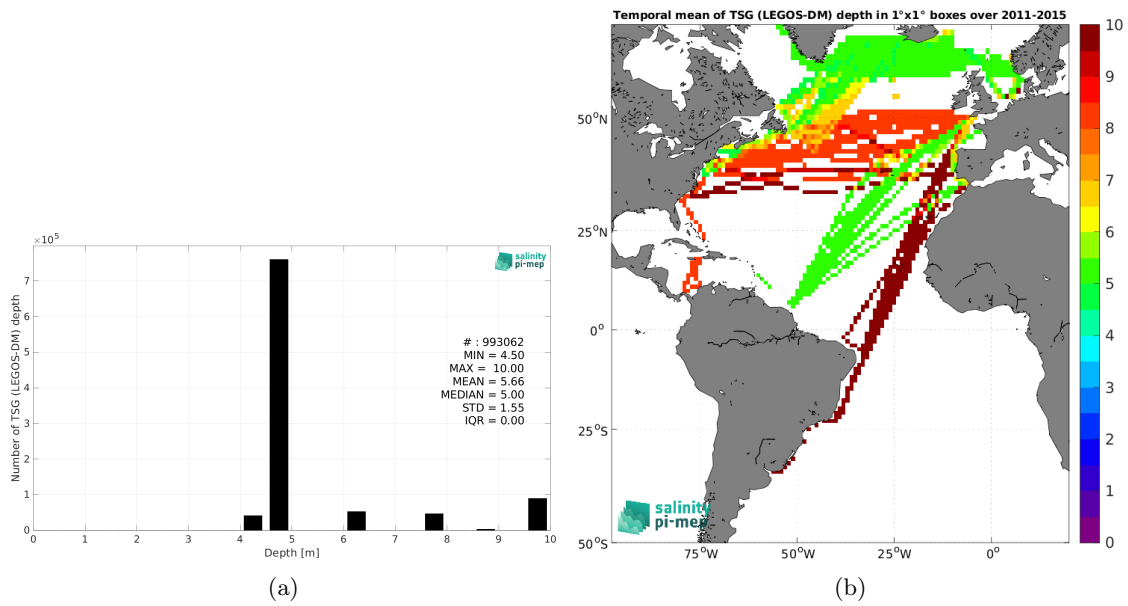 Temporal mean of TSG (LEGOS-DM) depth in 1°x1° boxes over 2011-2015
×10⁵
7
6
5
4
3
2
1
0
Number of TSG (LEGOS-DM) depth
salinity
pi-mep
# : 993062
MIN = 4.50
MAX = 10.00
MEAN = 5.66
MEDIAN = 5.00
STD = 1.55
IQR = 0.00
0 1 2 3 4 5 6 7 8 9 10
Depth [m]
(a)
50°N
25°N
0°
25°S
50°S
75°W 50°W 25°W 0°
salinity
pi-mep
10
9
8
7
6
5
4
3
2
1
0
(b)